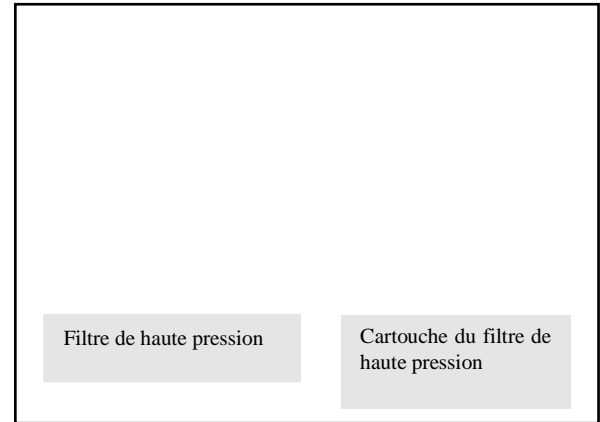 Filtre de haute pression
Cartouche du filtre de
haute pression